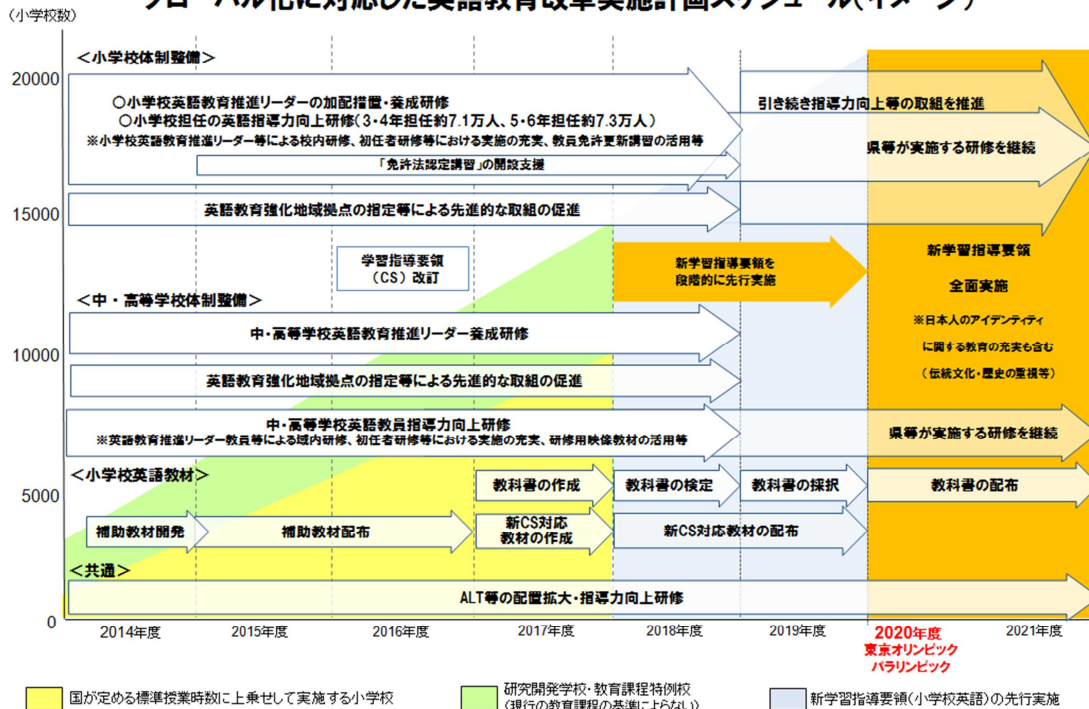 グローバル化に対応した英語教育改革実施計画スケジュール(イメージ)
(小学校数)
<小学校体制整備>
20000
○小学校英語教育推進リーダーの加配措置・養成研修
○小学校担任の英語指導力向上研修(3・4年担任約7.1万人、5・6年担任約7.3万人)
※小学校英語教育推進リーダー等による校内研修、初任者研修等における実施の充実、教員免許更新講習の活用等
「免許法認定講習」の開設支援
引き続き指導力向上等の取組を推進
県等が実施する研修を継続
15000
英語教育強化地域拠点の指定等による先進的な取組の促進
学習指導要領
(CS)改訂
新学習指導要領を
段階的に先行実施
新学習指導要領
全面実施
※日本人のアイデンティティ
に関する教育の充実も含む
(伝統文化・歴史の重視等)
<中・高等学校体制整備>
中・高等学校英語教育推進リーダー養成研修
10000
英語教育強化地域拠点の指定等による先進的な取組の促進
中・高等学校英語教員指導力向上研修
※英語教育推進リーダー教員等による域内研修、初任者研修等における実施の充実、研修用映像教材の活用等
県等が実施する研修を継続
<小学校英語教材>
5000
教科書の作成
教科書の検定
教科書の採択
教科書の配布
補助教材開発
補助教材配布
新CS対応
教材の作成
新CS対応教材の配布
<共通>
ALT等の配置拡大・指導力向上研修
0
2014年度
2015年度
2016年度
2017年度
2018年度
2019年度
2020年度
東京オリンピック
パラリンピック
2021年度
国が定める標準授業時数に上乗せして実施する小学校
研究開発学校・教育課程特例校
(現行の教育課程の基準によらない)
新学習指導要領(小学校英語)の先行実施